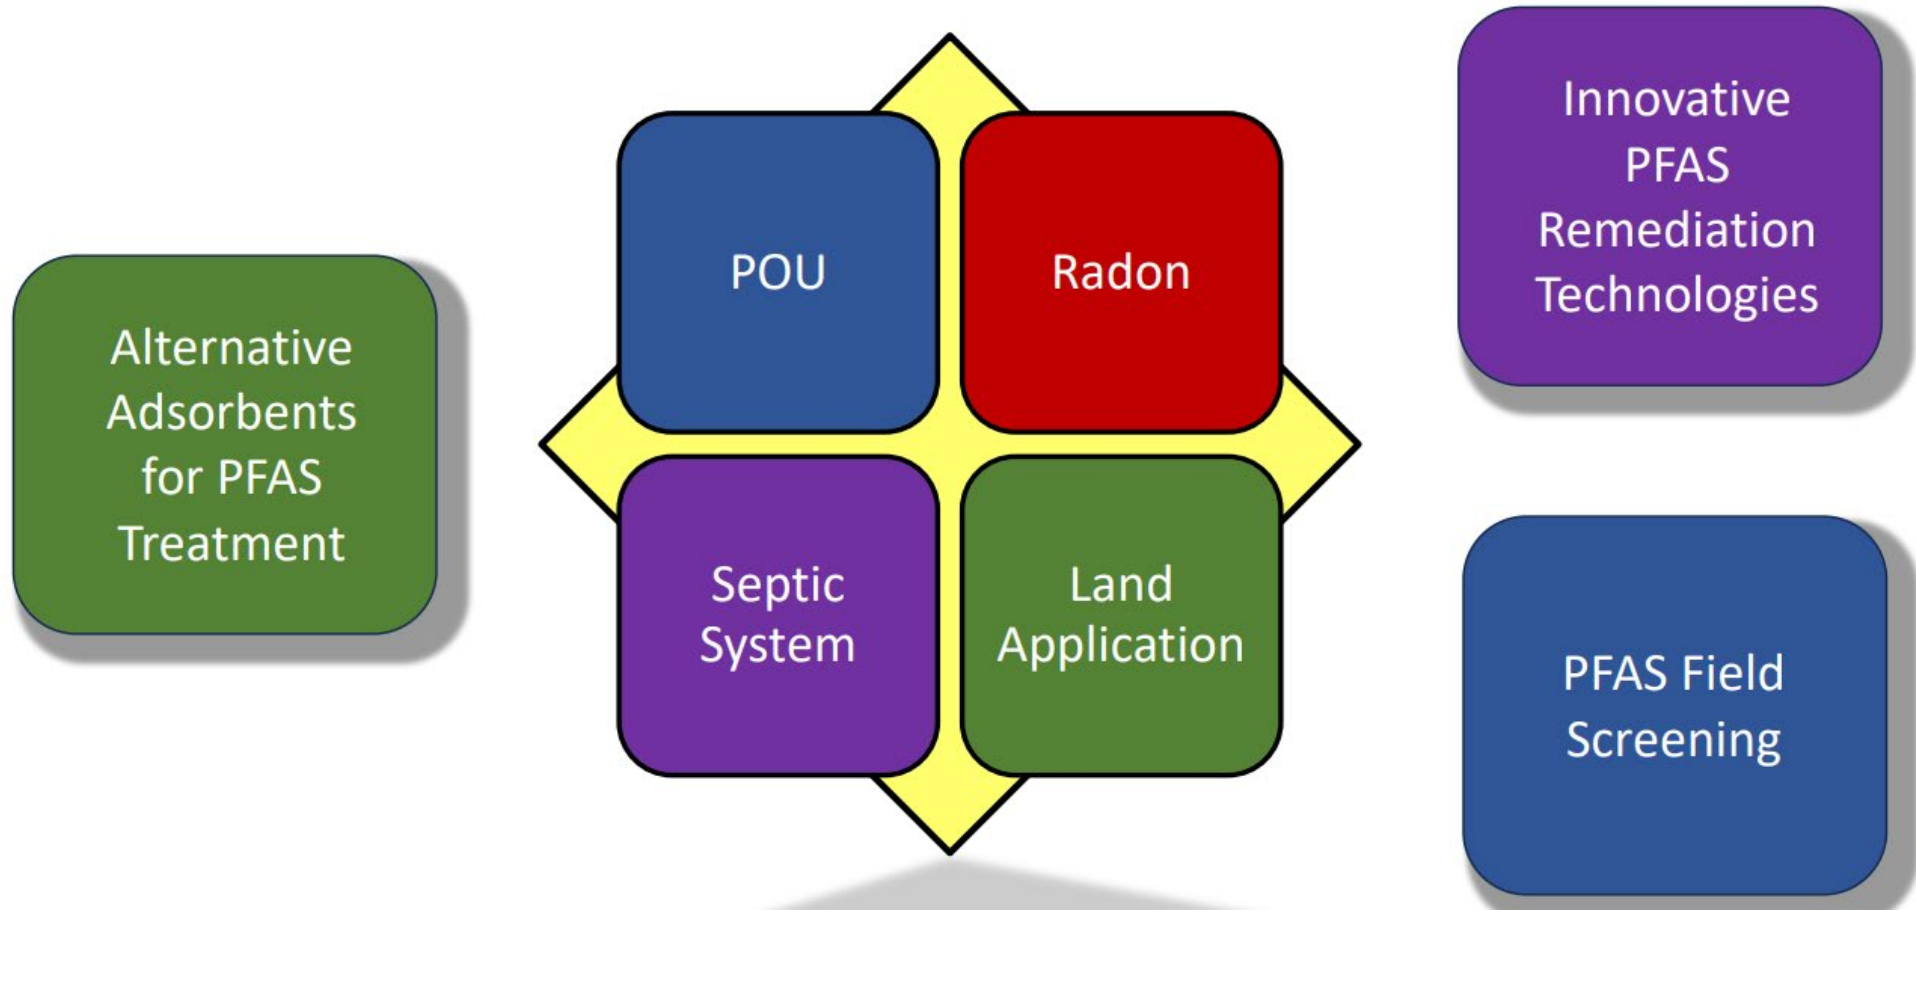 Alternative
Adsorbents
for PFAS
Treatment
POU
Radon
Septic
System
Land
Application
Innovative
PFAS
Remediation
Technologies
PFAS Field
Screening